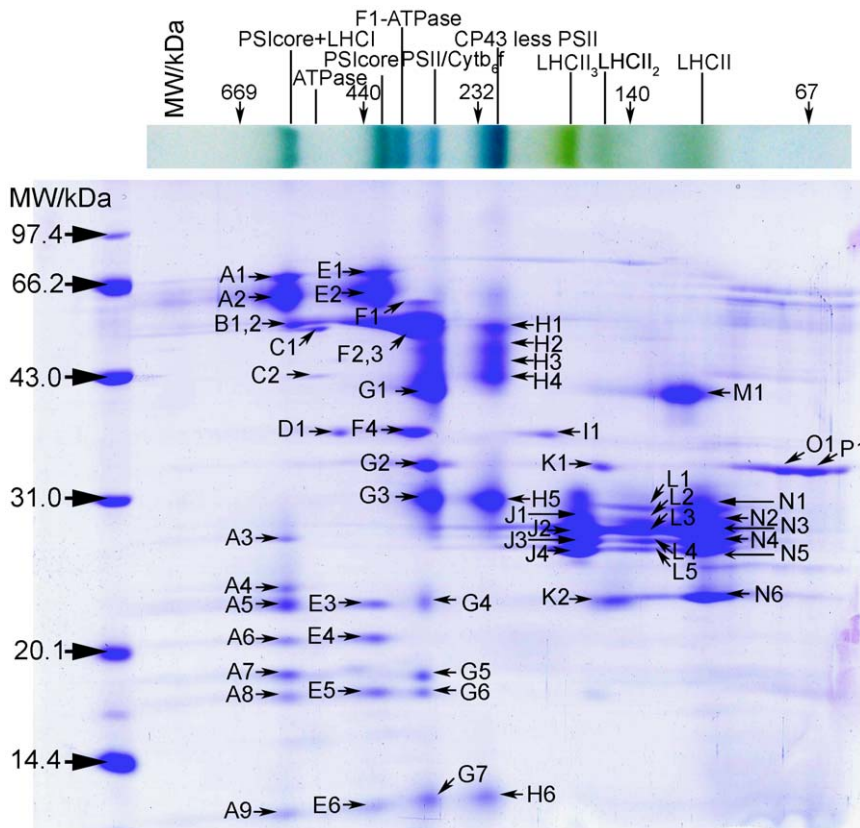 F1-ATPase
PSIcore+LHCI CP43 less PSII
PSIcore PSII/Cytb6f
ATPase LHCII3 LHCII2 LHCII
MW/kDa
669 440 232 140 67
MW/kDa
97.4
66.2
43.0
31.0
20.1
14.4
A1 E1
A2 E2
B1,2 F1 H1
C1 F2,3 H2
H3
C2 H4
G1 M1
D1 F4 I1 O1 P1
G2 K1
L1
G3 H5 L2 N1
J1 L3 N2
J2 N3
A3 J3 L4 N4
J4 L5 N5
A4
A5 E3 G4 K2 N6
A6 E4
A7 G5
A8 E5 G6
G7
A9 E6 H6